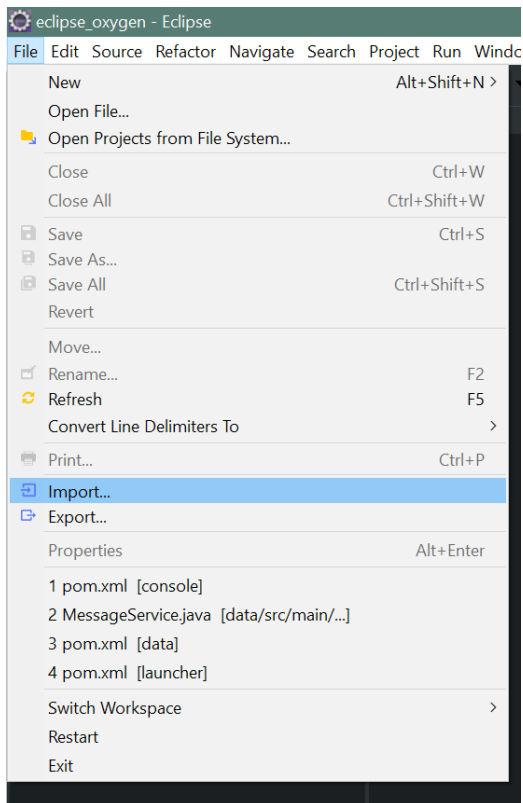 eclipse_oxygen - Eclipse
File Edit Source Refactor Navigate Search Project Run Windo
New Alt+Shift+N >
Open File...
Open Projects from File System...
Close Ctrl+W
Close All Ctrl+Shift+W
Save Ctrl+S
Save As...
Save All Ctrl+Shift+S
Revert
Move...
Rename... F2
Refresh F5
Convert Line Delimiters To >
Print... Ctrl+P
Import...
Export...
Properties Alt+Enter
1 pom.xml [console]
2 MessageService.java [data/src/main/...]
3 pom.xml [data]
4 pom.xml [launcher]
Switch Workspace >
Restart
Exit